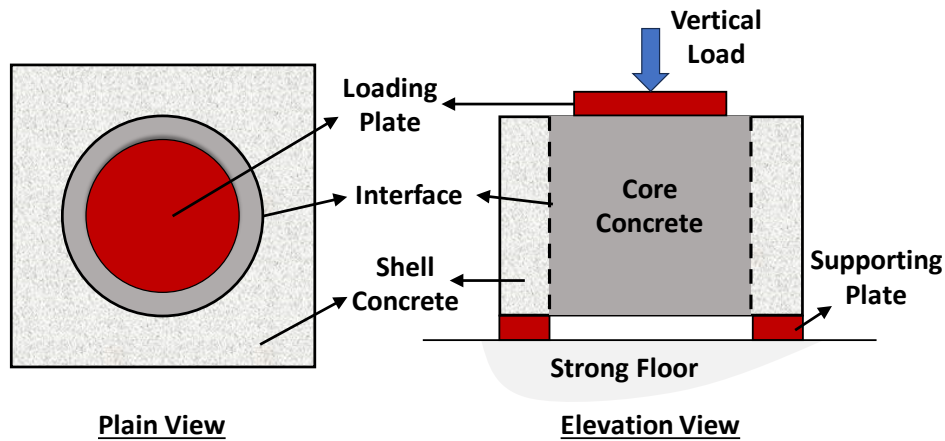 Vertical
Load
Loading
Plate
Interface
Core
Concrete
Shell
Concrete
Supporting
Plate
Strong Floor
Plain View
Elevation View